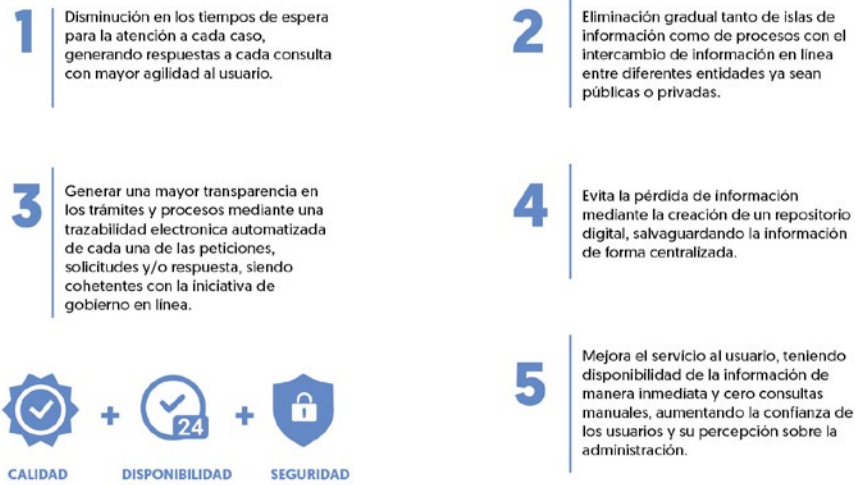 1
Disminución en los tiempos de espera
para la atención a cada caso,
generando respuestas a cada consulta
con mayor agilidad al usuario.
2
Eliminación gradual tanto de islas de
información como de procesos con el
intercambio de información en línea
entre diferentes entidades ya sean
públicas o privadas.
3
Generar una mayor transparencia en
los trámites y procesos mediante una
trazabilidad electronica automatizada
de cada una de las peticiones,
solicitudes y/o respuesta, siendo
cohetentes con la iniciativa de
gobierno en línea.
4
Evita la pérdida de información
mediante la creación de un repositorio
digital, salvaguardando la información
de forma centralizada.
5
Mejora el servicio al usuario, teniendo
disponibilidad de la información de
manera inmediata y cero consultas
manuales, aumentando la confianza de
los usuarios y su percepción sobre la
administración.
+ 24 +
CALIDAD DISPONIBILIDAD SEGURIDAD